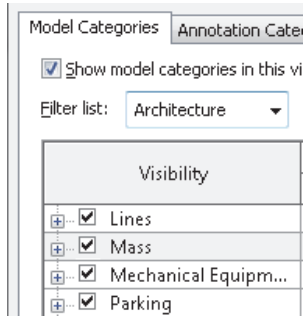 Model Categories Annotation Cate
Show model categories in this vi
Filter list: Architecture
Visibility
Lines
Mass
Mechanical Equipm...
Parking